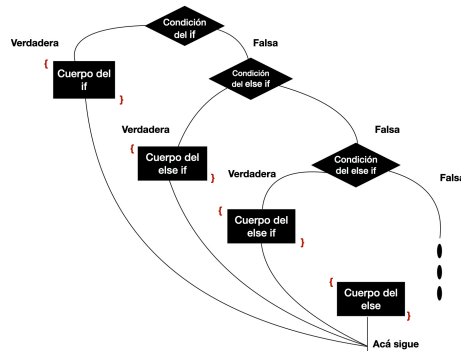 Condición
del if
Verdadera
Falsa
{
Cuerpo del
if
}
Condición
del else if
Verdadera
Falsa
{
Cuerpo del
else if
}
Condición
del else if
Verdadera
Falsa
{
Cuerpo del
else if
}
{
Cuerpo del
else
}
Acá sigue